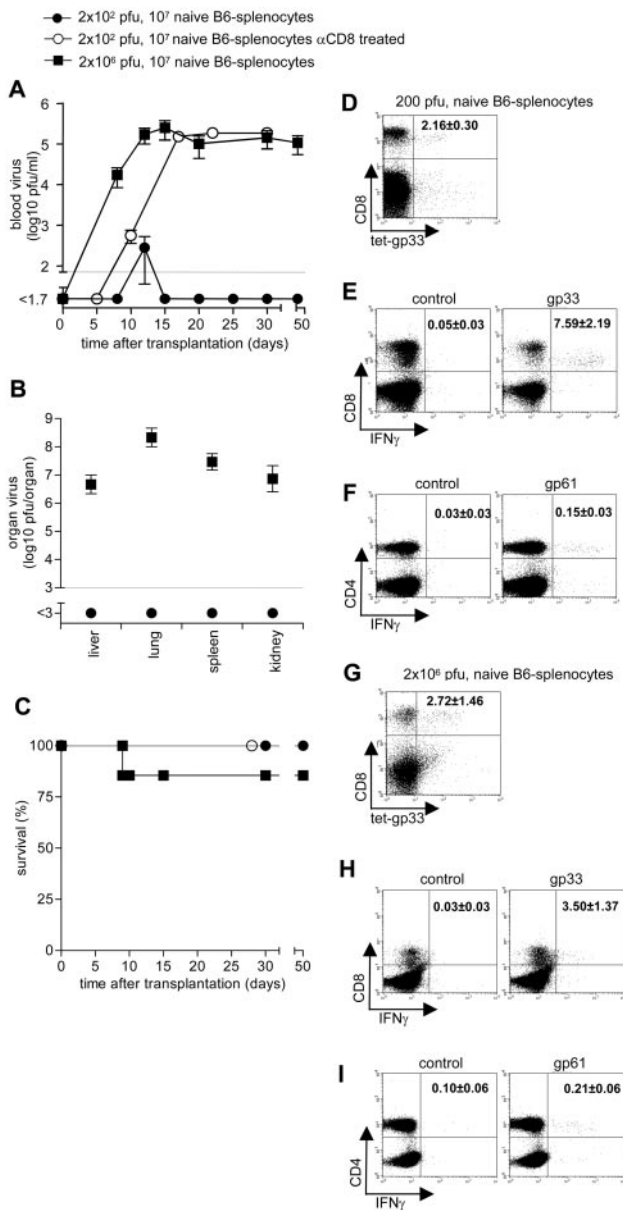 2x10² pfu, 10⁷ naive B6-splenocytes
2x10² pfu, 10⁷ naive B6-splenocytes αCD8 treated
2x10⁶ pfu, 10⁷ naive B6-splenocytes
A
blood virus
(log10 pfu/ml)
6
5
4
3
2
<1.7
0 5 10 15 20 25 30 50
time after transplantation (days)
B
organ virus
(log10 pfu/organ)
9
8
7
6
5
4
3
<3
liver
lung
spleen
kidney
C
survival (%)
100
75
50
25
0
0 5 10 15 20 25 30 50
time after transplantation (days)
D
200 pfu, naive B6-splenocytes
2.16±0.30
CD8
tet-gp33
E
control gp33
0.05±0.03 7.59±2.19
CD8
IFNγ
F
control gp61
0.03±0.03 0.15±0.03
CD4
IFNγ
G
2x10⁶ pfu, naive B6-splenocytes
2.72±1.46
CD8
tet-gp33
H
control gp33
0.03±0.03 3.50±1.37
CD8
IFNγ
I
control gp61
0.10±0.06 0.21±0.06
CD4
IFNγ